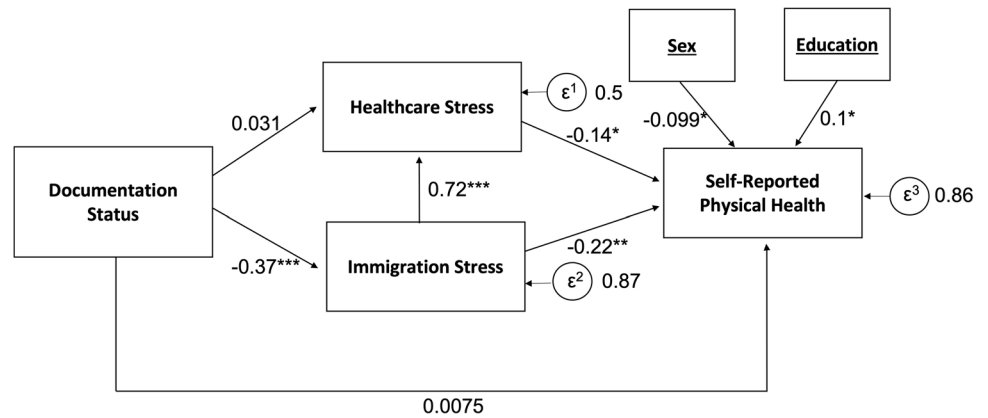 Sex
Education
Healthcare Stress
ε1 0.5
0.031
-0.099*
0.1*
-0.14*
Documentation
Status
0.72***
Self-Reported
Physical Health
ε3 0.86
-0.37***
Immigration Stress
-0.22**
ε2 0.87
0.0075